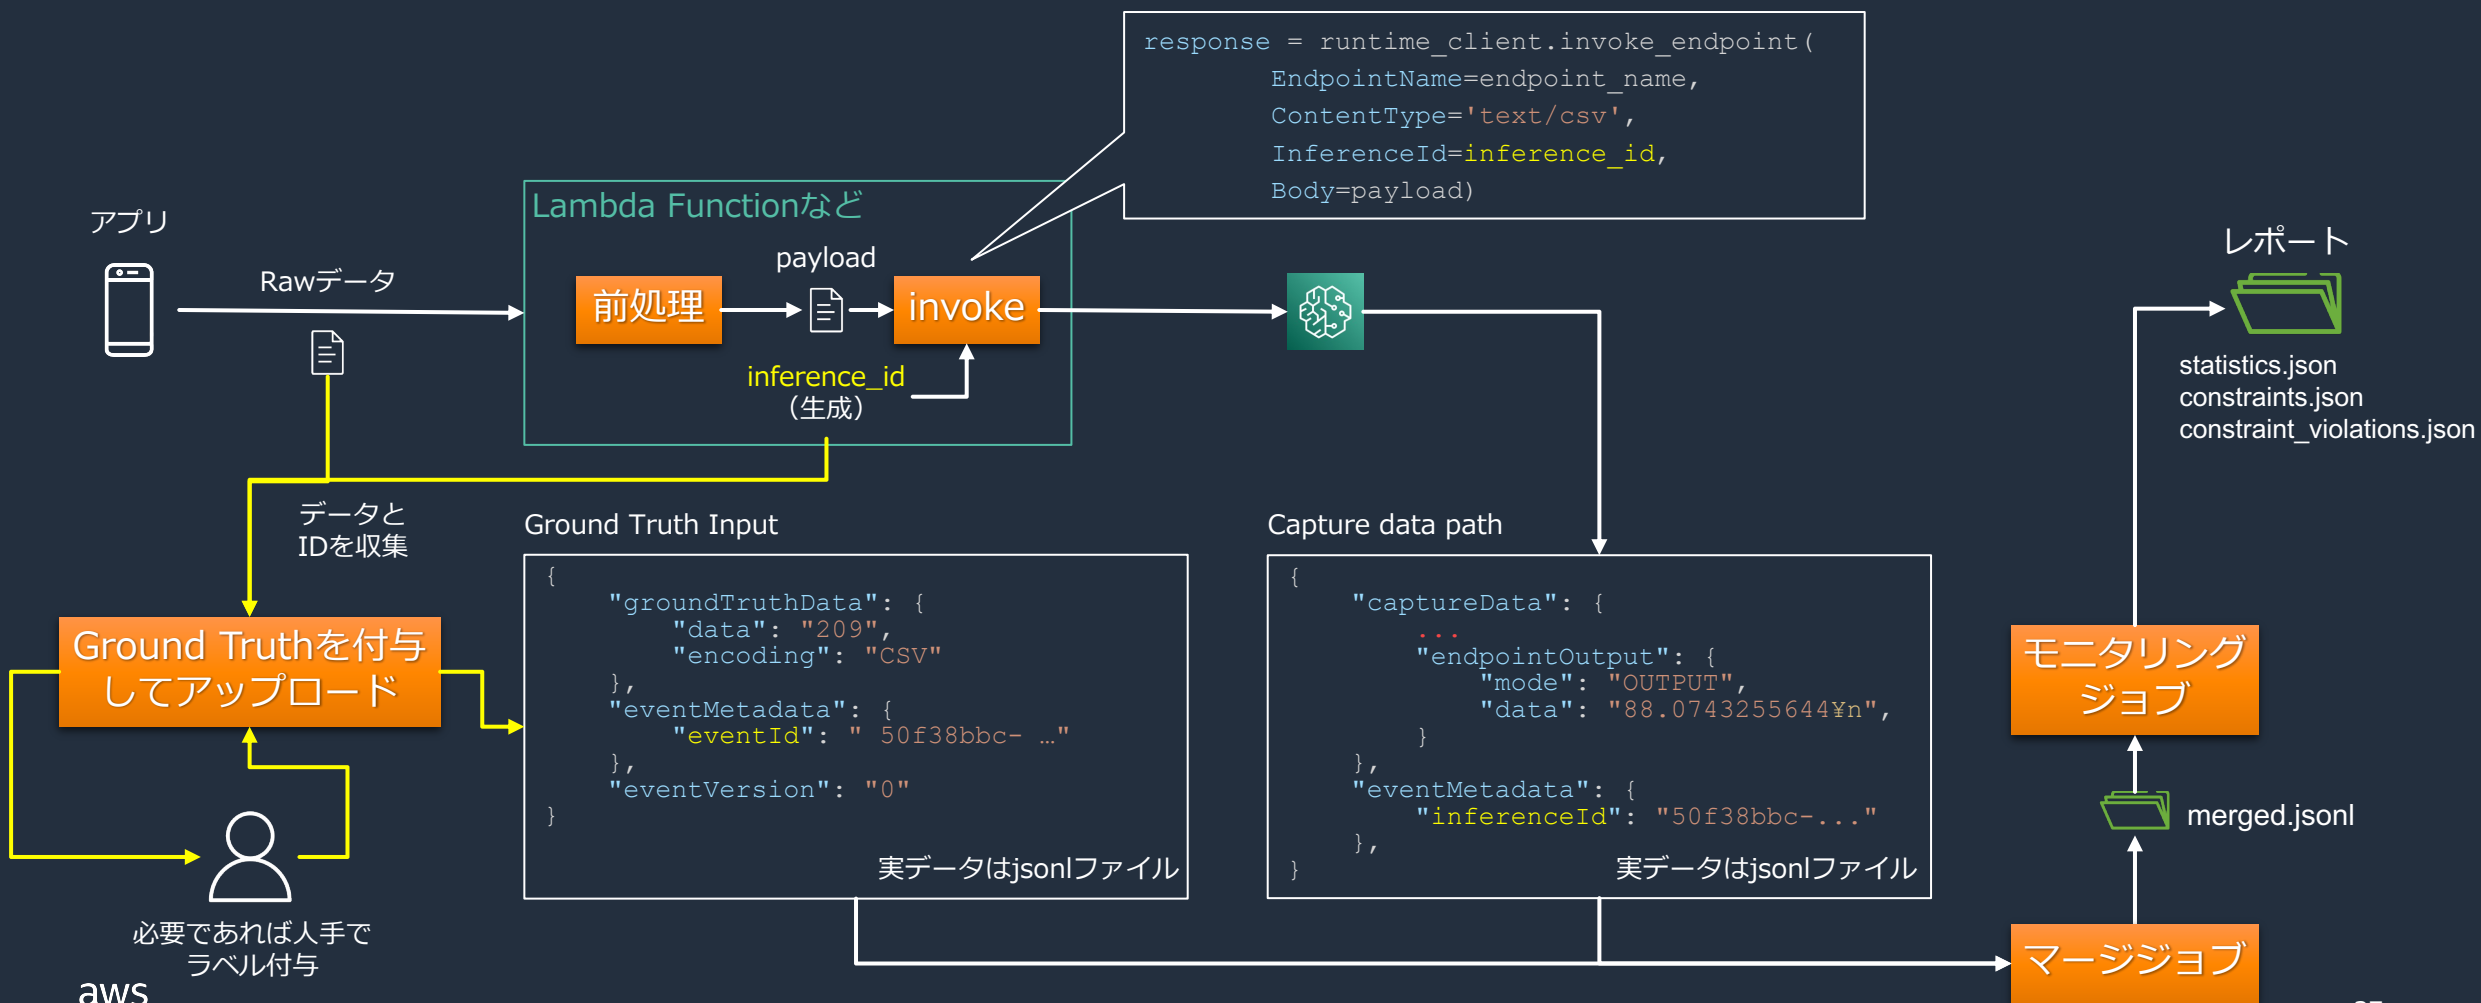 response = runtime_client.invoke_endpoint(
EndpointName=endpoint_name,
ContentType='text/csv',
InferenceId=inference_id,
Body=payload)
アプリ
Rawデータ
Lambda Functionなど
前処理
payload
invoke
inference_id
（生成）
レポート
statistics.json
constraints.json
constraint_violations.json
データと
IDを収集
Ground Truthを付与
してアップロード
必要であれば人手で
ラベル付与
Ground Truth Input
{
"groundTruthData": {
"data": "209",
"encoding": "CSV"
},
"eventMetadata": {
"eventId": " 50f38bbc- …"
},
"eventVersion": "0"
}
実データはjsonlファイル
Capture data path
{
"captureData": {
...
"endpointOutput": {
"mode": "OUTPUT",
"data": "88.0743255644¥n",
}
},
"eventMetadata": {
"inferenceId": "50f38bbc-..."
},
}
実データはjsonlファイル
モニタリング
ジョブ
merged.jsonl
マージジョブ
aws